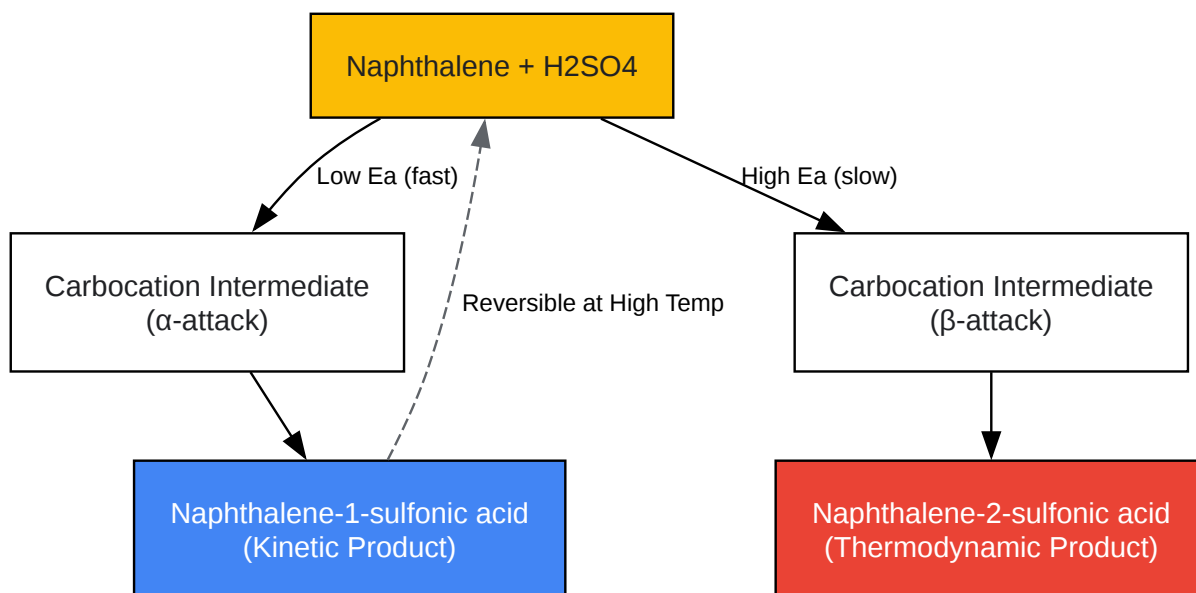 Naphthalene + H2SO4
Low Ea (fast)
High Ea (slow)
Carbocation Intermediate
(α-attack)
Reversible at High Temp
Carbocation Intermediate
(β-attack)
Naphthalene-1-sulfonic acid
(Kinetic Product)
Naphthalene-2-sulfonic acid
(Thermodynamic Product)